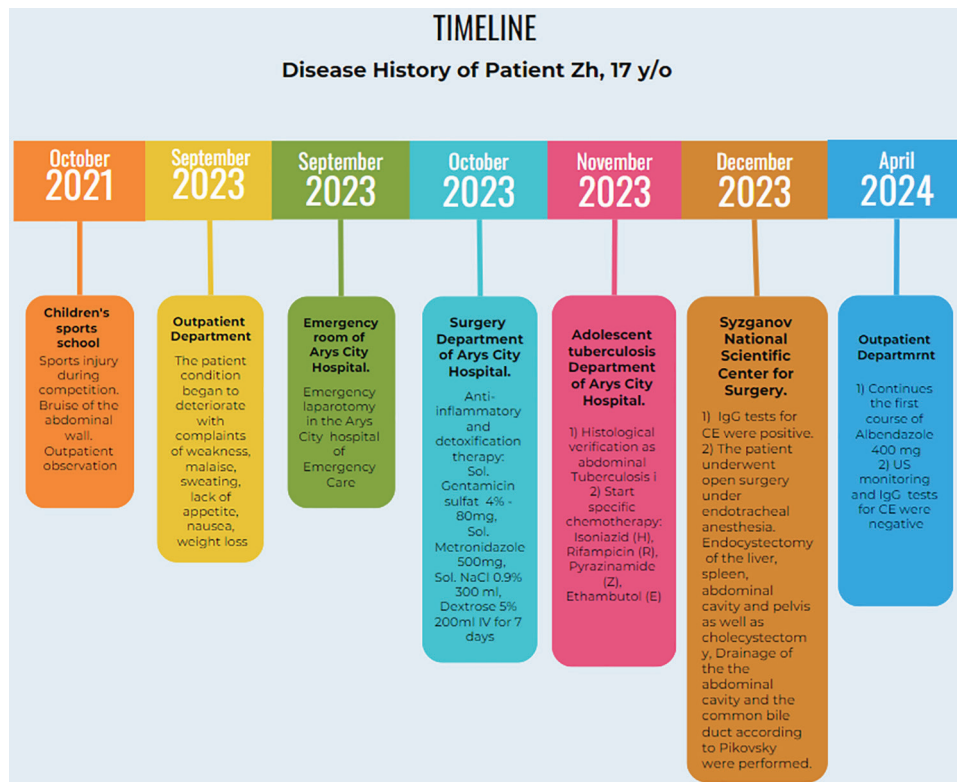 TIMELINE
Disease History of Patient Zh, 17 y/o
October
2021
September
2023
September
2023
October
2023
November
2023
December
2023
April
2024
Children's
sports
school
Sports injury
during
competition.
Bruise of the
abdominal
wall.
Outpatient
observation
Outpatient
Department
The patient
condition
began to
deteriorate
with
complaints
of weakness,
malaise,
sweating,
lack of
appetite,
nausea,
weight loss
Emergency
room of
Arys City
Hospital.
Emergency
laparotomy
in the Arys
City hospital
of
Emergency
Care
Surgery
Department
of Arys City
Hospital.
Anti-
inflammatory
and
detoxification
therapy:
Sol.
Gentamicin
sulfat 4% -
80mg,
Sol.
Metronidazole
500mg,
Sol. NaCl 0.9%
300 ml,
Dextrose 5%
200ml IV for 7
days
Adolescent
tuberculosis
Department
of Arys City
Hospital.
1) Histological
verification as
abdominal
Tuberculosis i
2) Start
specific
chemotherapy:
Isoniazid (H),
Rifampicin (R),
Pyrazinamide
(Z),
Ethambutol (E)
Syzganov
National
Scientific
Center for
Surgery.
1) IgG tests for
CE were positive.
2) The patient
underwent
open surgery
under
endotracheal
anesthesia.
Endocystectomy
of the liver,
spleen,
abdominal
cavity and pelvis
as well as
cholecystectom
y, Drainage of
the the
abdominal
cavity and the
common bile
duct according
to Pikovsky
were performed.
Outpatient
Departmrnt
1) Continues
the first
course of
Albendazole
400 mg
2) US
monitoring
and IgG tests
for CE were
negative